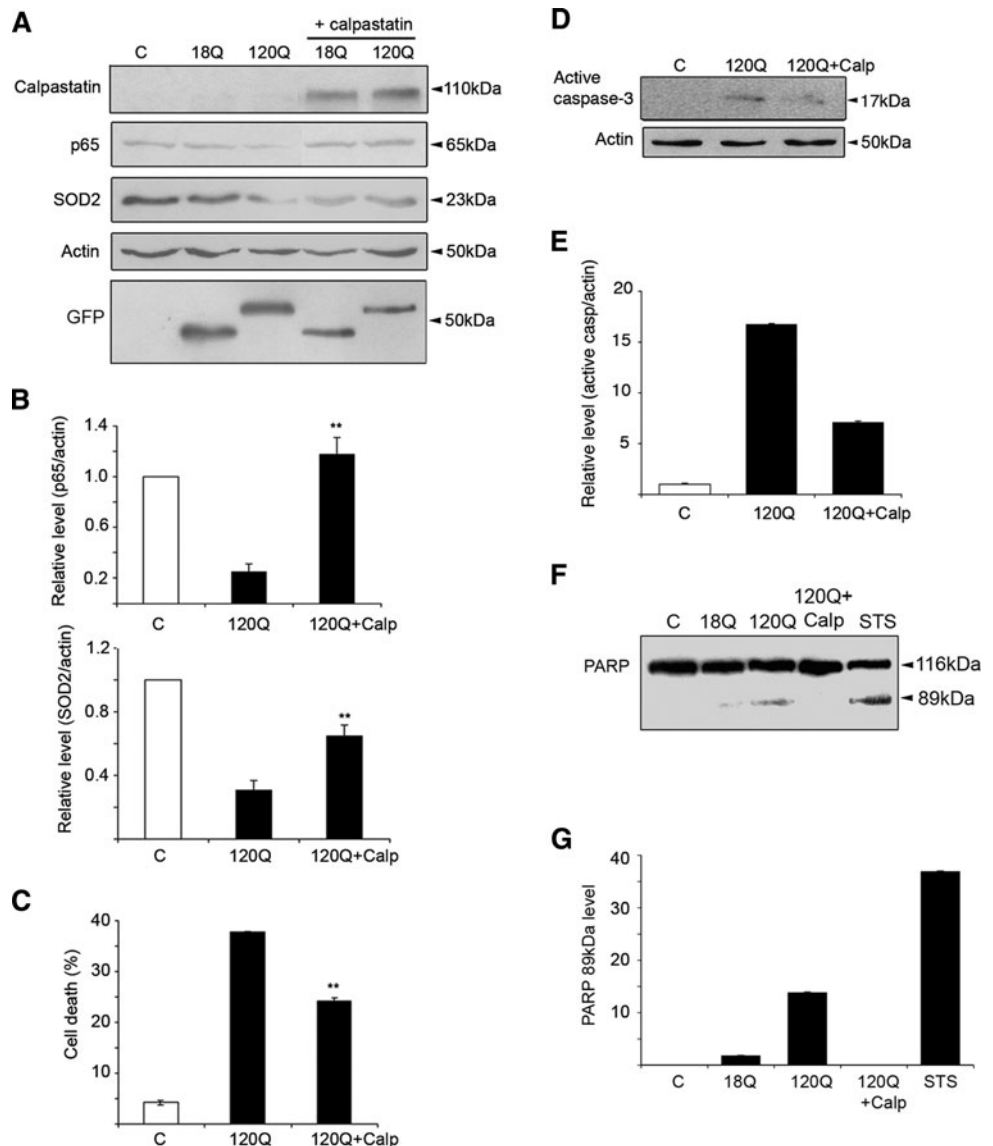 A
+ calpastatin
C 18Q 120Q 18Q 120Q
Calpastatin 110kDa
p65 65kDa
SOD2 23kDa
Actin 50kDa
GFP 50kDa
B
Relative level (p65/actin)
1.4
1.0
0.6
0.2
C 120Q 120Q+Calp
**
Relative level (SOD2/actin)
1.2
0.8
0.4
C 120Q 120Q+Calp
**
C
Cell death (%)
40
30
20
10
C 120Q 120Q+Calp
**
D
C 120Q 120Q+Calp
Active
caspase-3 17kDa
Actin 50kDa
E
Relative level (active casp/actin)
20
15
10
5
C 120Q 120Q+Calp
F
120Q+
C 18Q 120Q Calp STS
PARP 116kDa
89kDa
G
PARP 89kDa level
40
30
20
10
C 18Q 120Q 120Q STS
+Calp